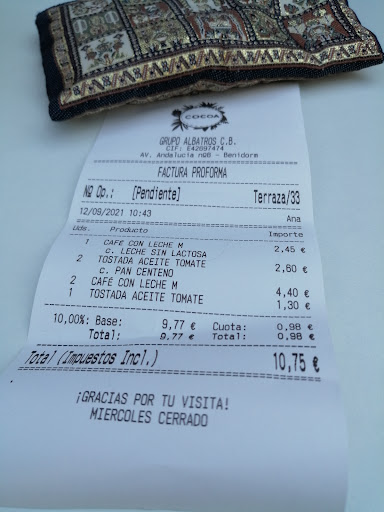 COCOA
GRUPO ALBATROS C.B.
CIF: E42697474
AV. Andalucia nº8 - Benidorm
FACTURA PROFORMA
Nº Op.: [Pendiente] Terraza/33
12/09/2021 10:43 Ana
Uds. Producto Importe
1 CAFÉ CON LECHE M 2,45 €
c. LECHE SIN LACTOSA
2 TOSTADA ACEITE TOMATE 2,60 €
c. PAN CENTENO
2 CAFÉ CON LECHE M 4,40 €
1 TOSTADA ACEITE TOMATE 1,30 €
10,00%: Base: 9,77 € Cuota: 0,98 €
Total: 9,77 € Total: 0,98 €
Total (Impuestos Incl.) 10,75 €
¡GRACIAS POR TU VISITA!
MIERCOLES CERRADO